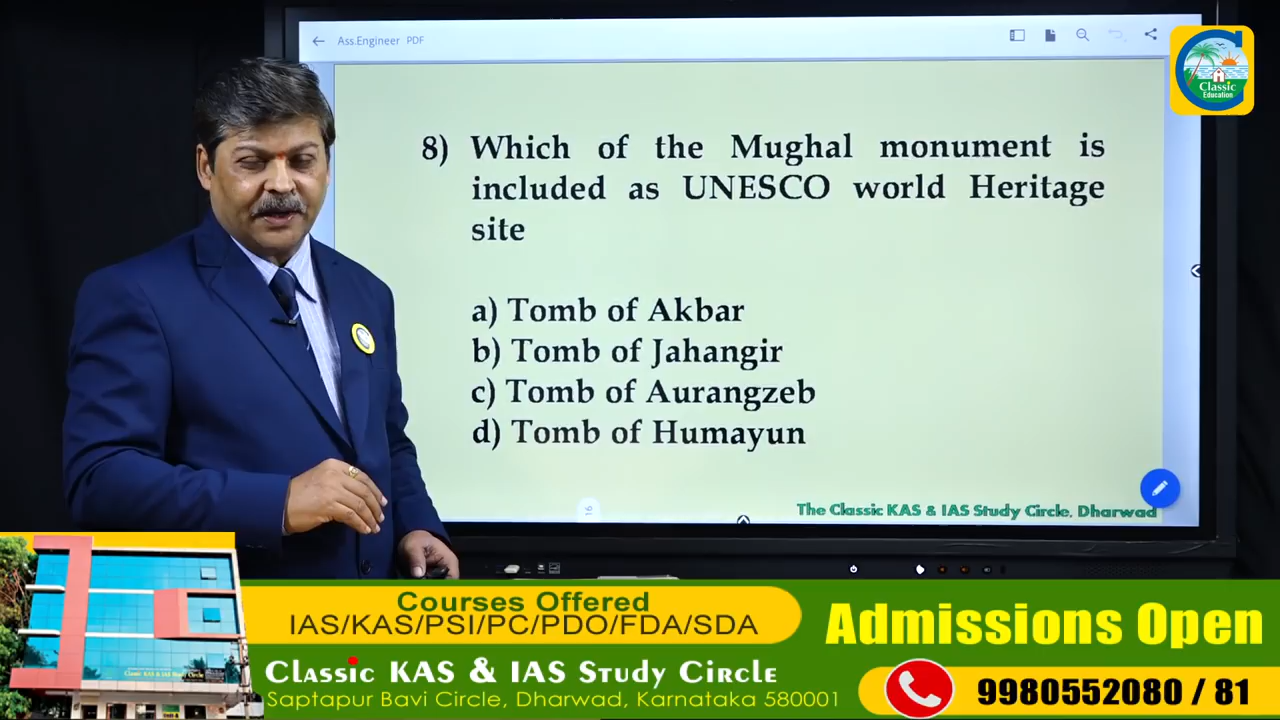 Ass.Engineer PDF
Classic
Education
8) Which of the Mughal monument is
included as UNESCO world Heritage
site
a) Tomb of Akbar
b) Tomb of Jahangir
c) Tomb of Aurangzeb
d) Tomb of Humayun
16
The Classic KAS & IAS Study Circle, Dharwad
Courses Offered
IAS/KAS/PSI/PC/PDO/FDA/SDA
Admissions Open
Classic KAS & IAS Study Circle
Saptapur Bavi Circle, Dharwad, Karnataka 580001
9980552080 / 81